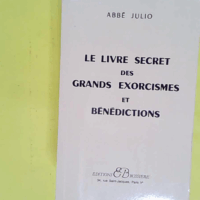 ABBÉ JULIO
LE LIVRE SECRET
DES
GRANDS EXORCISMES
ET
BÉNÉDICTIONS